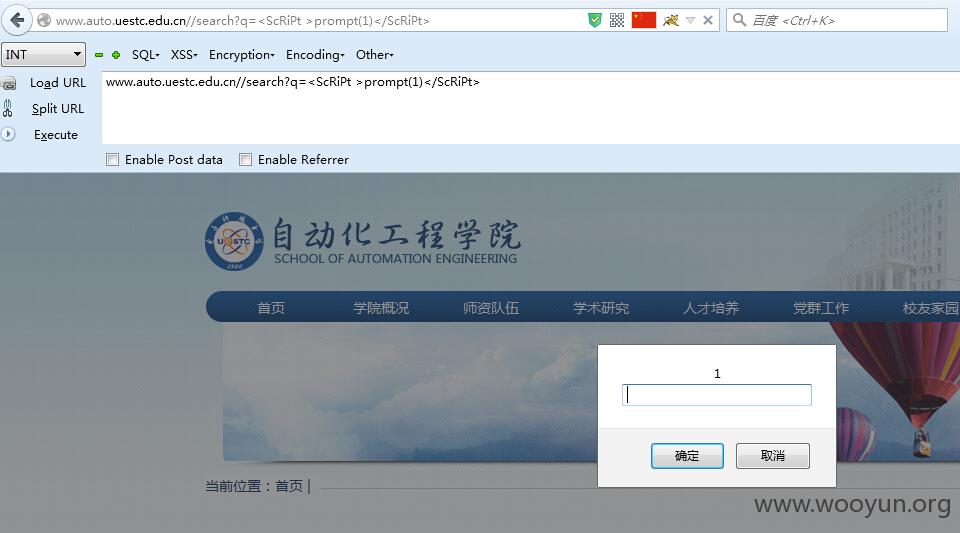 www.auto.uestc.edu.cn//search?q=<ScRiPt >prompt(1)</ScRiPt>
百度 <Ctrl+K>
INT SQL XSS Encryption Encoding Other
Load URL
www.auto.uestc.edu.cn//search?q=<ScRiPt >prompt(1)</ScRiPt>
Split URL
Execute
Enable Post data Enable Referrer
UESTC
1956
自动化工程学院
SCHOOL OF AUTOMATION ENGINEERING
首页 学院概况 师资队伍 学术研究 人才培养 党群工作 校友家园
1
确定 取消
当前位置：首页 |
www.wooyun.org